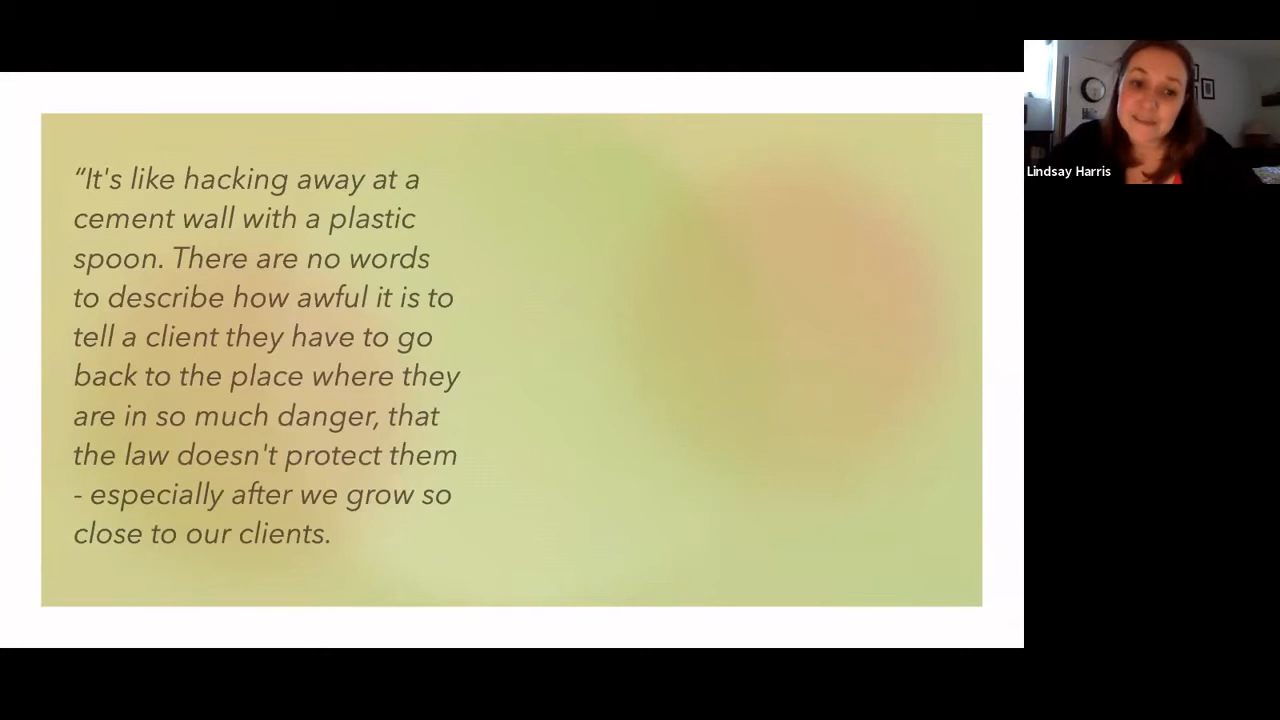 “It's like hacking away at a
cement wall with a plastic
spoon. There are no words
to describe how awful it is to
tell a client they have to go
back to the place where they
are in so much danger, that
the law doesn't protect them
- especially after we grow so
close to our clients.
Lindsay Harris